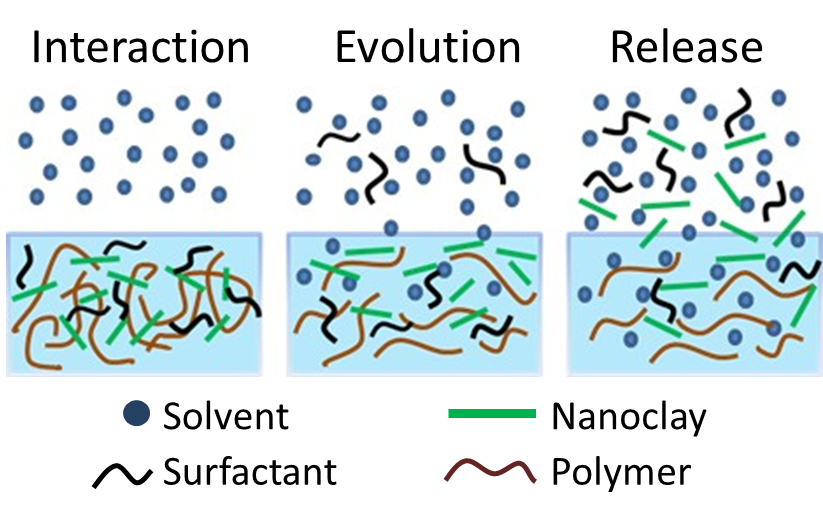 Interaction Evolution Release
Solvent Nanoclay
Surfactant Polymer